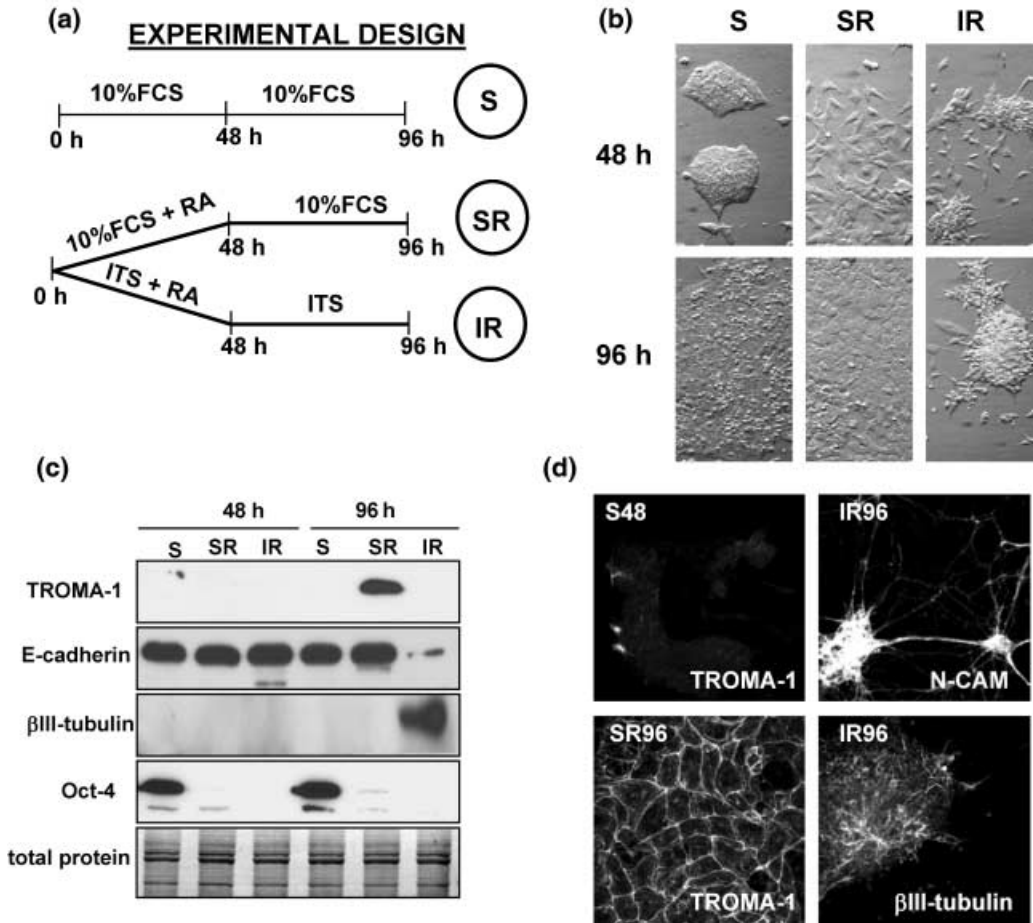 (a)
EXPERIMENTAL DESIGN
10%FCS 10%FCS
0 h 48 h 96 h
S
10%FCS + RA 10%FCS
48 h 96 h
SR
0 h
ITS + RA ITS
48 h 96 h
IR
(b)
S SR IR
48 h
96 h
(c)
48 h 96 h
S SR IR S SR IR
TROMA-1
E-cadherin
βIII-tubulin
Oct-4
total protein
(d)
S48
TROMA-1
IR96
N-CAM
SR96
TROMA-1
IR96
βIII-tubulin